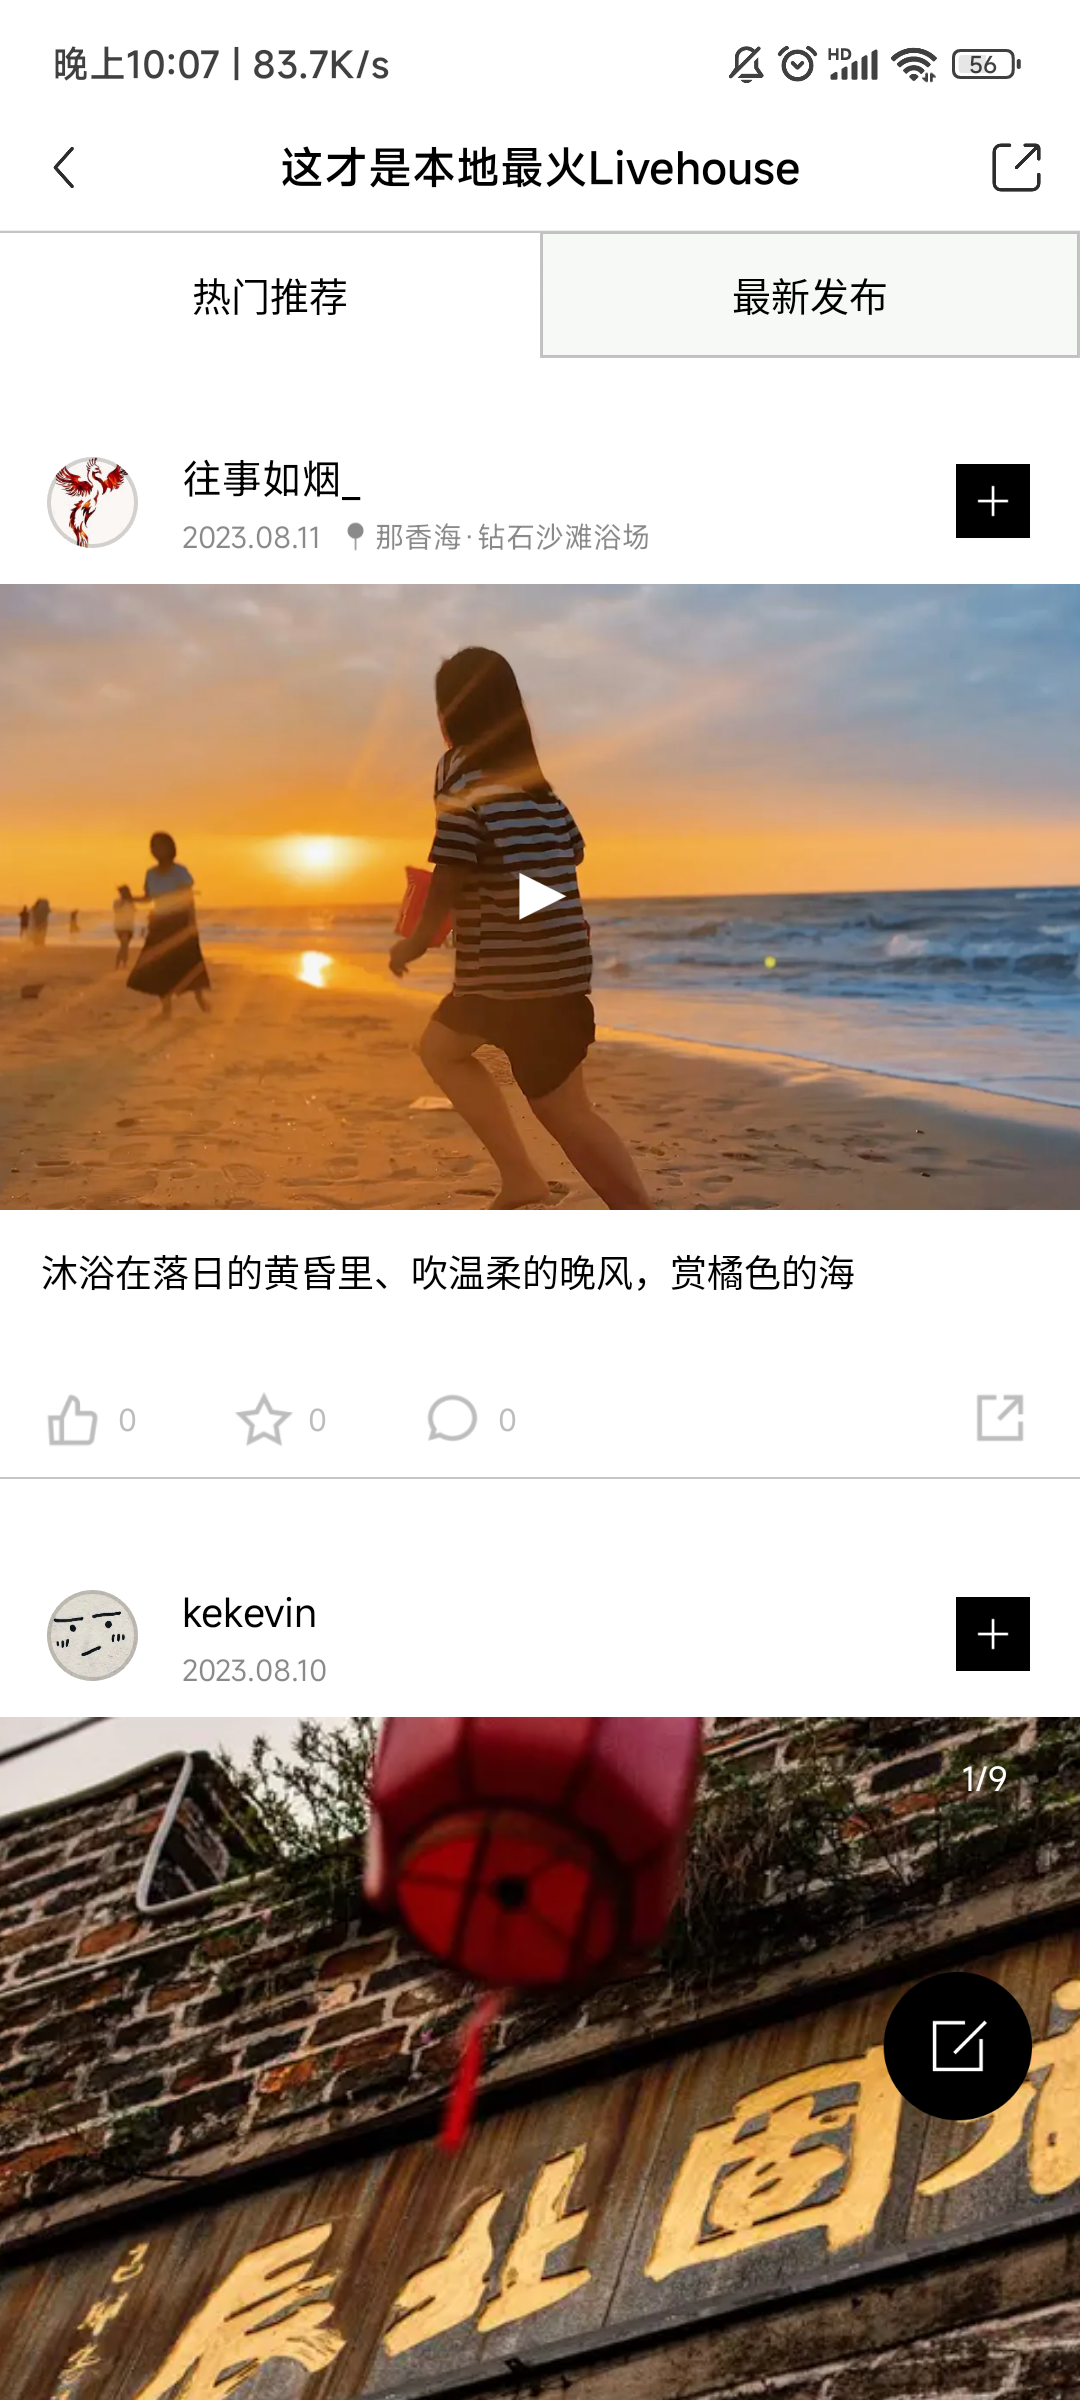 晚上10:07 | 83.7K/s
HD
56
这才是本地最火Livehouse
热门推荐
最新发布
往事如烟_
2023.08.11 那香海·钻石沙滩浴场
沐浴在落日的黄昏里、吹温柔的晚风，赏橘色的海
0 0 0
kekevin
2023.08.10
1/9
辰北固